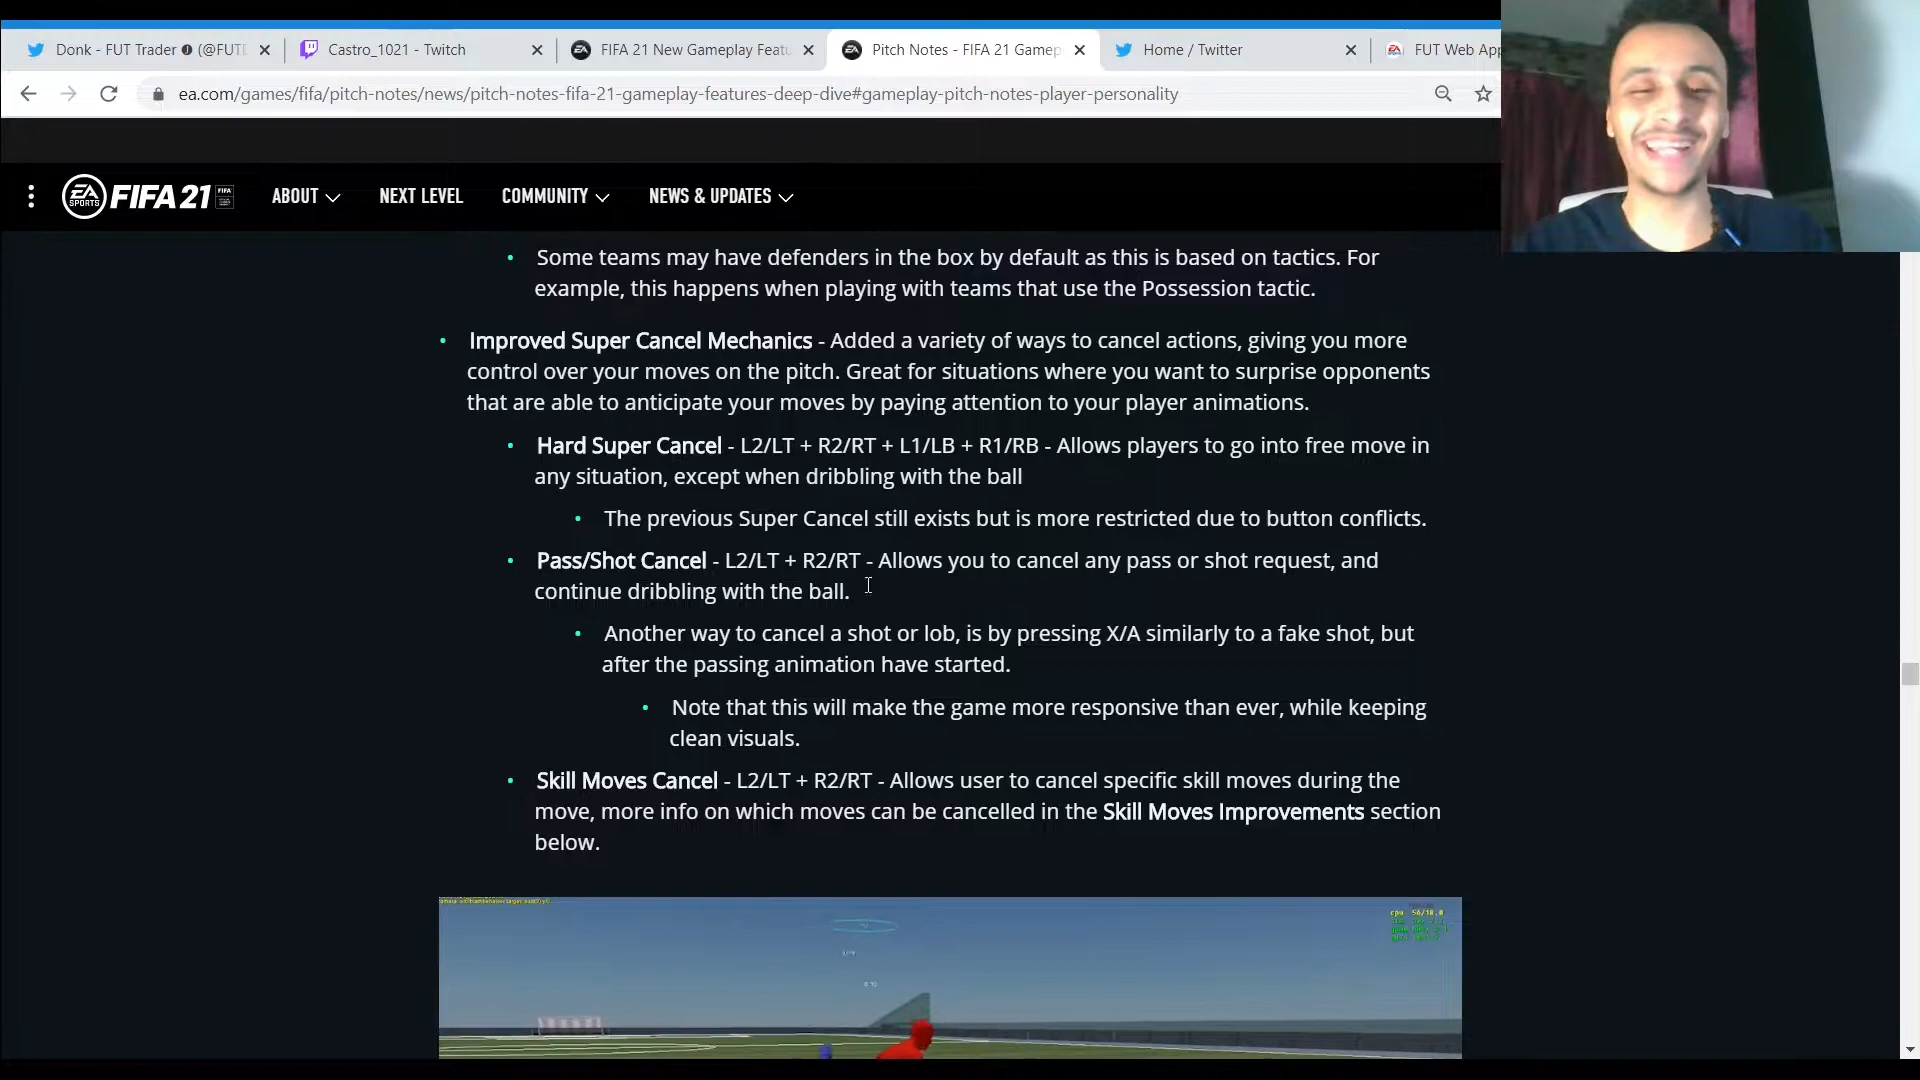 Donk - FUT Trader
Castro_1021 - Twitch
FIFA 21 New Gameplay Featu
Pitch Notes - FIFA 21 Gamep
Home / Twitter
FUT Web App
ea.com/games/fifa/pitch-notes/news/pitch-notes-fifa-21-gameplay-features-deep-dive#gameplay-pitch-notes-player-personality
EA SPORTS FIFA 21
ABOUT
NEXT LEVEL
COMMUNITY
NEWS & UPDATES
• Some teams may have defenders in the box by default as this is based on tactics. For
example, this happens when playing with teams that use the Possession tactic.
• Improved Super Cancel Mechanics - Added a variety of ways to cancel actions, giving you more
control over your moves on the pitch. Great for situations where you want to surprise opponents
that are able to anticipate your moves by paying attention to your player animations.
• Hard Super Cancel - L2/LT + R2/RT + L1/LB + R1/RB - Allows players to go into free move in
any situation, except when dribbling with the ball
• The previous Super Cancel still exists but is more restricted due to button conflicts.
• Pass/Shot Cancel - L2/LT + R2/RT - Allows you to cancel any pass or shot request, and
continue dribbling with the ball.
• Another way to cancel a shot or lob, is by pressing X/A similarly to a fake shot, but
after the passing animation have started.
• Note that this will make the game more responsive than ever, while keeping
clean visuals.
• Skill Moves Cancel - L2/LT + R2/RT - Allows user to cancel specific skill moves during the
move, more info on which moves can be cancelled in the Skill Moves Improvements section
below.